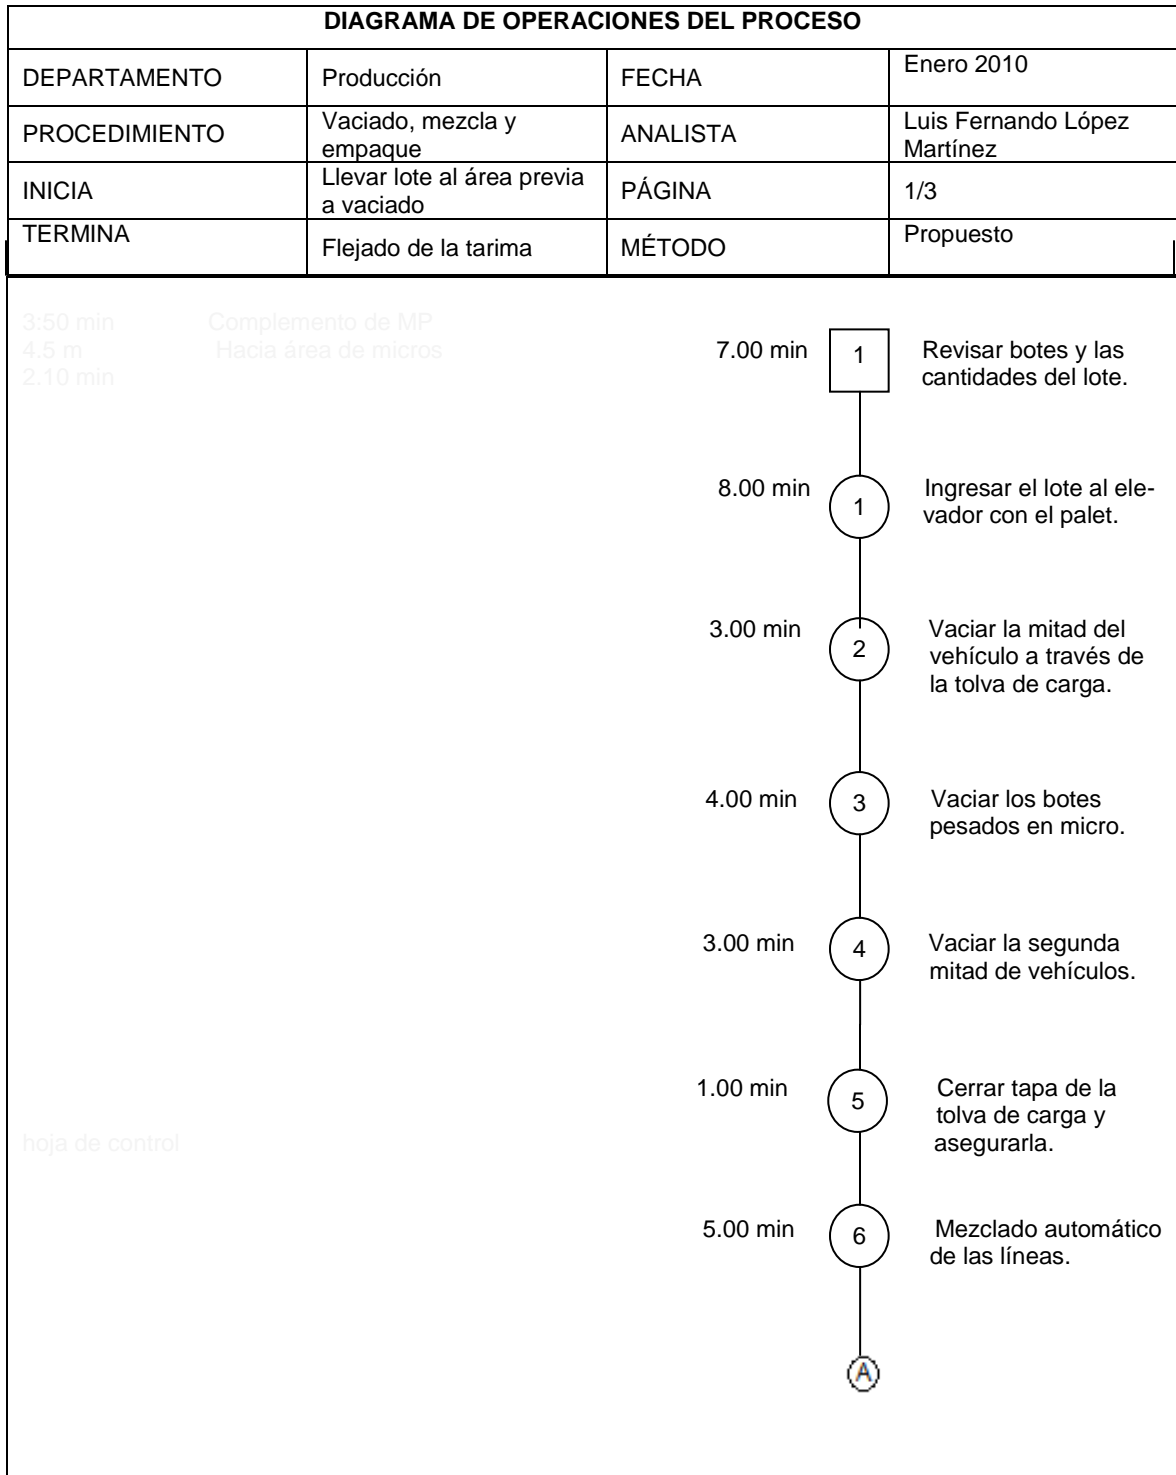 DIAGRAMA DE OPERACIONES DEL PROCESO
DEPARTAMENTO
Producción
FECHA
Enero 2010
PROCEDIMIENTO
Vaciado, mezcla y
empaque
ANALISTA
Luis Fernando López
Martínez
INICIA
Llevar lote al área previa
a vaciado
PÁGINA
1/3
TERMINA
Flejado de la tarima
MÉTODO
Propuesto
3:50 min Complemento de MP
4.5 m Hacia área de micros
2.10 min
7.00 min
1
Revisar botes y las
cantidades del lote.
8.00 min
1
Ingresar el lote al ele-
vador con el palet.
3.00 min
2
Vaciar la mitad del
vehículo a través de
la tolva de carga.
4.00 min
3
Vaciar los botes
pesados en micro.
3.00 min
4
Vaciar la segunda
mitad de vehículos.
1.00 min
5
Cerrar tapa de la
tolva de carga y
asegurarla.
hoja de control
5.00 min
6
Mezclado automático
de las líneas.
A